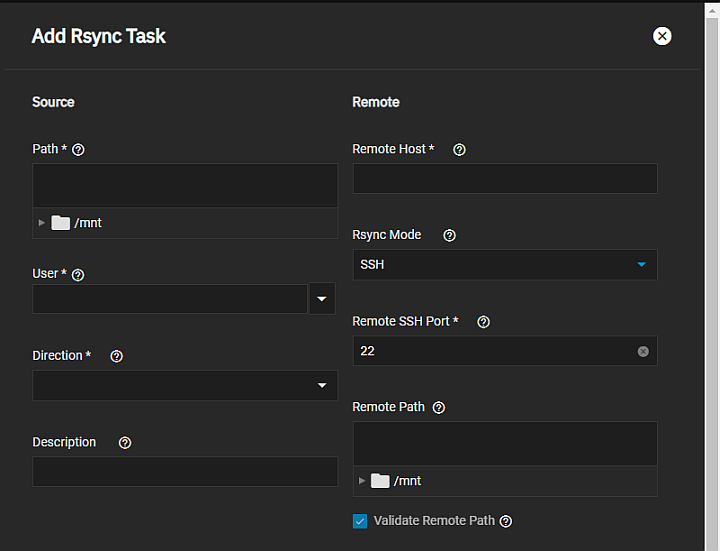 Add Rsync Task
Source
Path *
/mnt
User *
Direction *
Description
Remote
Remote Host *
Rsync Mode
SSH
Remote SSH Port *
22
Remote Path
/mnt
Validate Remote Path